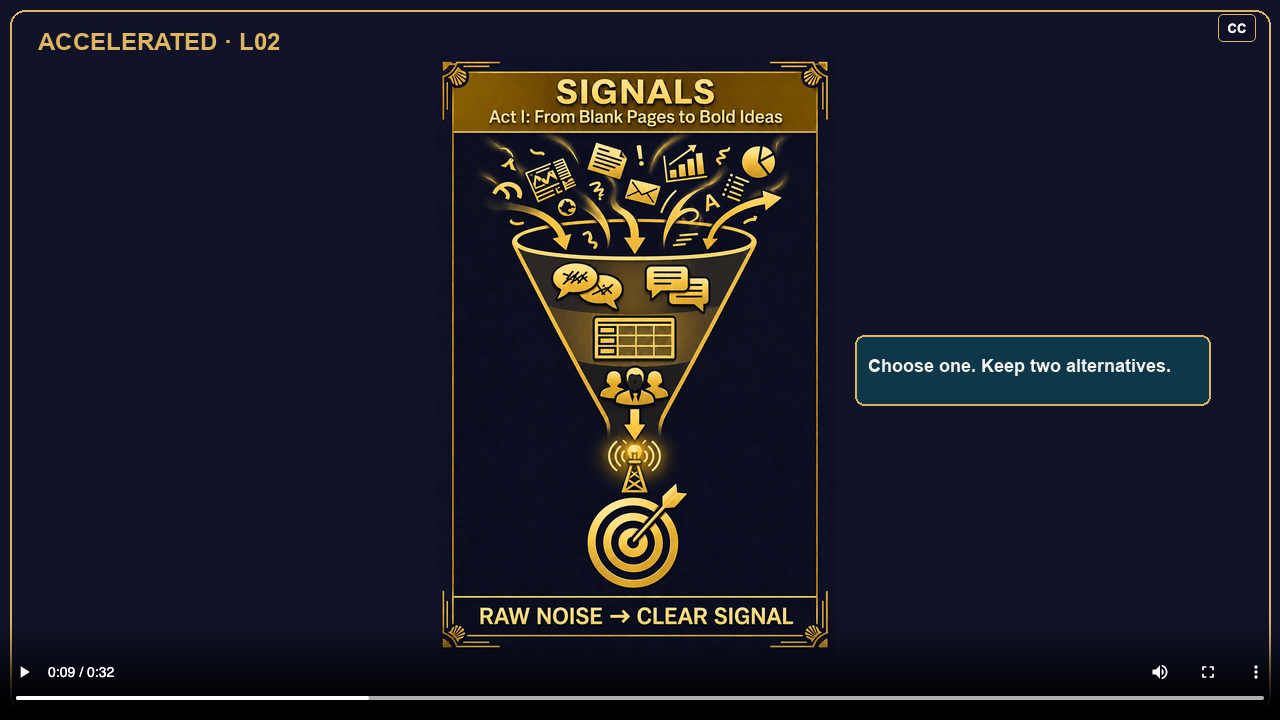 ACCELERATED · L02
CC
SIGNALS
Act I: From Blank Pages to Bold Ideas
A
Choose one. Keep two alternatives.
RAW NOISE → CLEAR SIGNAL
0:09 / 0:32